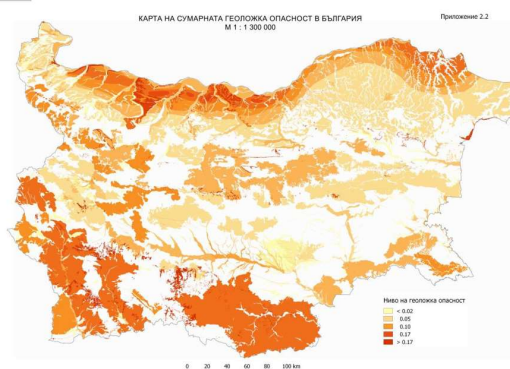 КАРТА НА СУМАРНАТА ГЕОЛОЖКА ОПАСНОСТ В БЪЛГАРИЯ
М 1 : 1 300 000
Приложение 2.2
Ниво на геоложка опасност
< 0.02
0.05
0.10
0.17
> 0.17
0 20 40 60 80 100 km